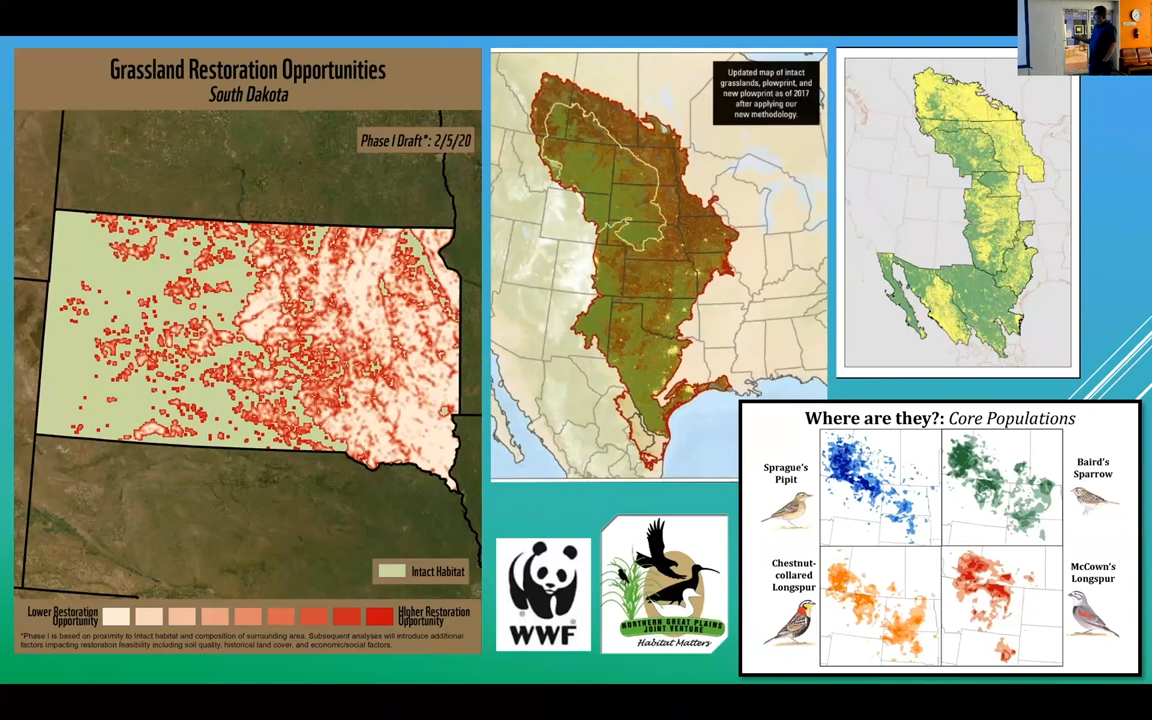 Grassland Restoration Opportunities
South Dakota
Phase I Draft*: 2/5/20
Intact Habitat
Lower Restoration
Opportunity
Higher Restoration
Opportunity
*Phase I is based on proximity to Intact habitat and composition of surrounding area. Subsequent analyses will introduce additional
factors impacting restoration feasibility including soil quality, historical land cover, and economic/social factors.
Updated map of intact
grasslands, plowprint, and
new plowprint as of 2017
after applying our
new methodology.
WWF
NORTHERN GREAT PLAINS
JOINT VENTURE
Habitat Matters
Where are they?: Core Populations
Sprague's
Pipit
Baird's
Sparrow
Chestnut-
collared
Longspur
McCown's
Longspur